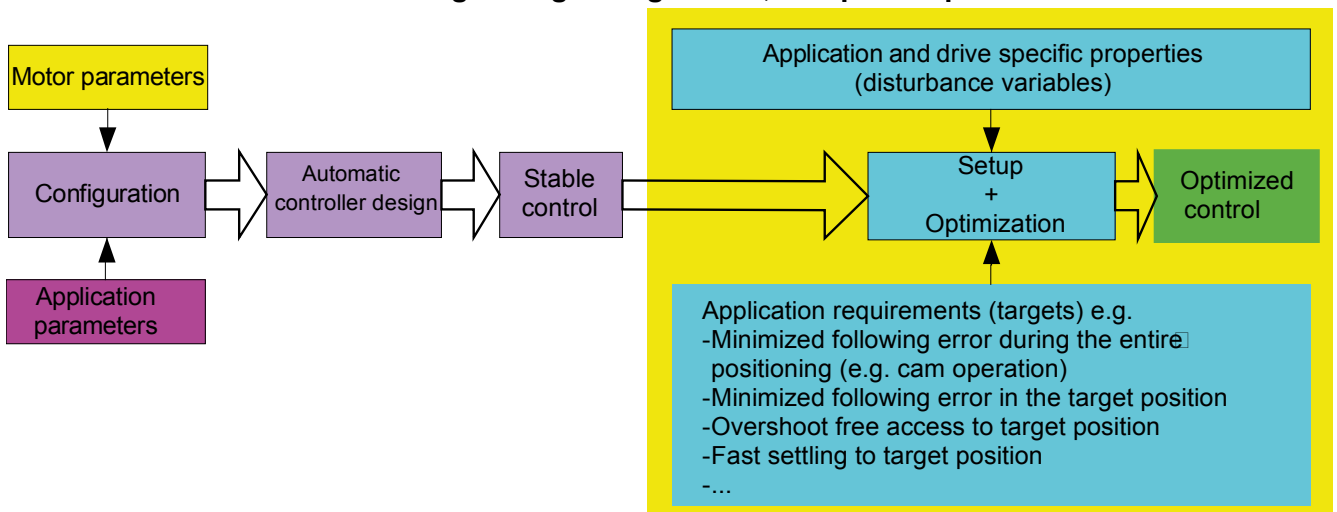 Motor parameters
Application and drive specific properties
(disturbance variables)
Configuration
Automatic
controller design
Stable
control
Setup
+
Optimization
Optimized
control
Application
parameters
Application requirements (targets) e.g.
-Minimized following error during the entire
positioning (e.g. cam operation)
-Minimized following error in the target position
-Overshoot free access to target position
-Fast settling to target position
-...